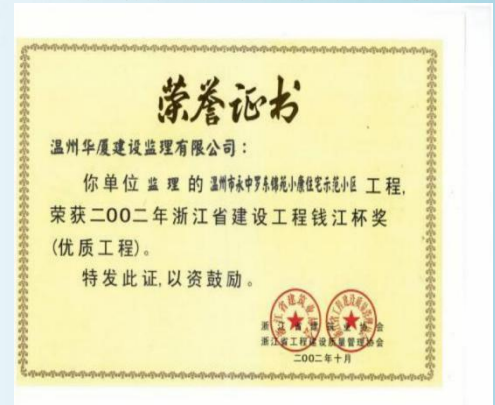 荣誉证书
温州华厦建设监理有限公司：
你单位 监 理 的 温州市永中罗东锦苑小康住宅示范小区 工程,
荣获二00二年浙江省建设工程钱江杯奖
(优质工程)。
特发此证,以资鼓励。
浙江省建筑业协会
浙江省工程建设质量管理协会
二00二年十月